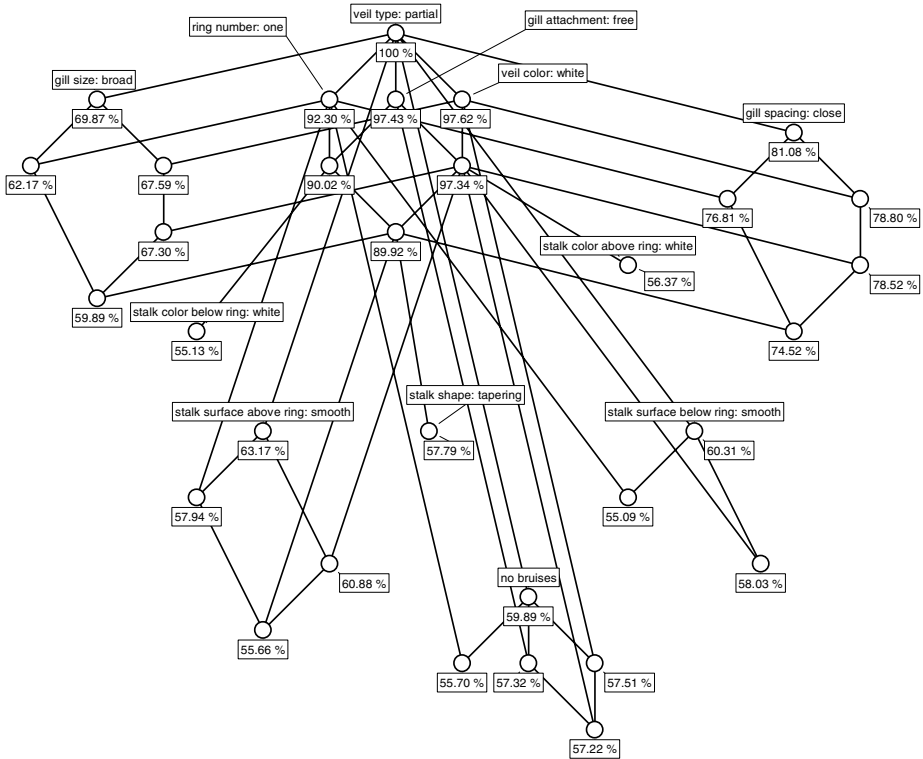 veil type: partial
ring number: one
gill attachment: free
100 %
gill size: broad
veil color: white
69.87 %
92.30 %
97.43 %
97.62 %
gill spacing: close
81.08 %
62.17 %
67.59 %
90.02 %
97.34 %
76.81 %
78.80 %
67.30 %
89.92 %
stalk color above ring: white
56.37 %
78.52 %
59.89 %
stalk color below ring: white
55.13 %
74.52 %
stalk shape: tapering
stalk surface above ring: smooth
stalk surface below ring: smooth
63.17 %
57.79 %
60.31 %
57.94 %
55.09 %
60.88 %
no bruises
58.03 %
59.89 %
55.66 %
55.70 %
57.32 %
57.51 %
57.22 %